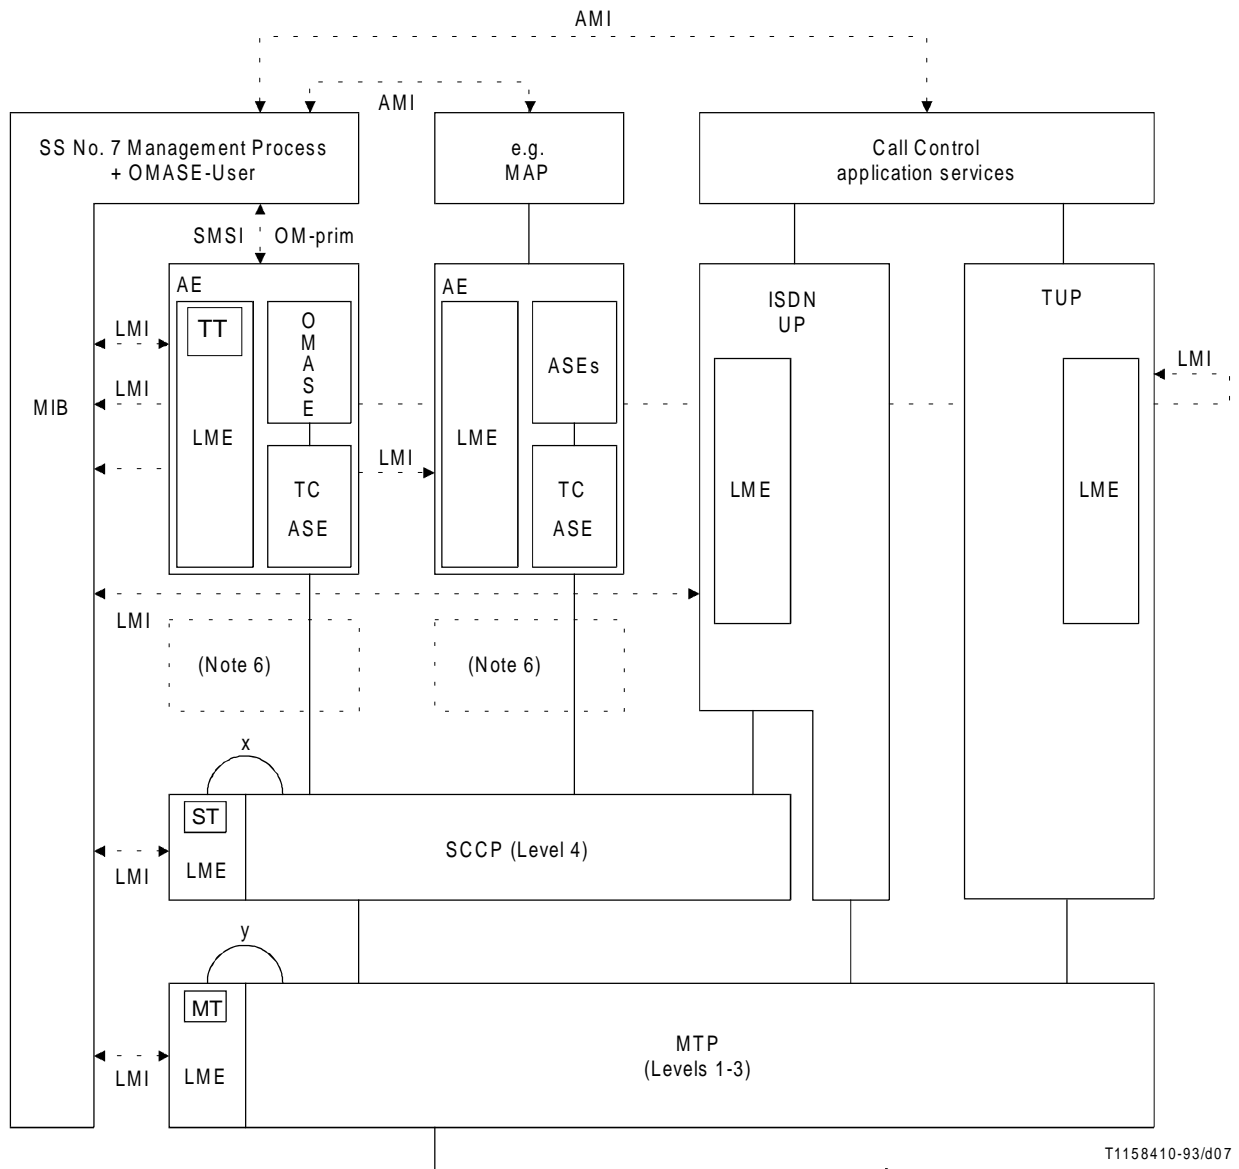 AMI
AMI
SS No. 7 Management Process
+ OMASE-User
e.g.
MAP
Call Control
application services
SMSI
OM-prim
AE
TT
LME
OMASE
TC
ASE
AE
LME
ASEs
TC
ASE
ISDN
UP
LME
TUP
LME
LMI
LMI
LMI
LMI
MIB
LMI
(Note 6)
(Note 6)
x
ST
LME
SCCP (Level 4)
LMI
y
MT
LME
MTP
(Levels 1-3)
LMI
T1158410-93/d07